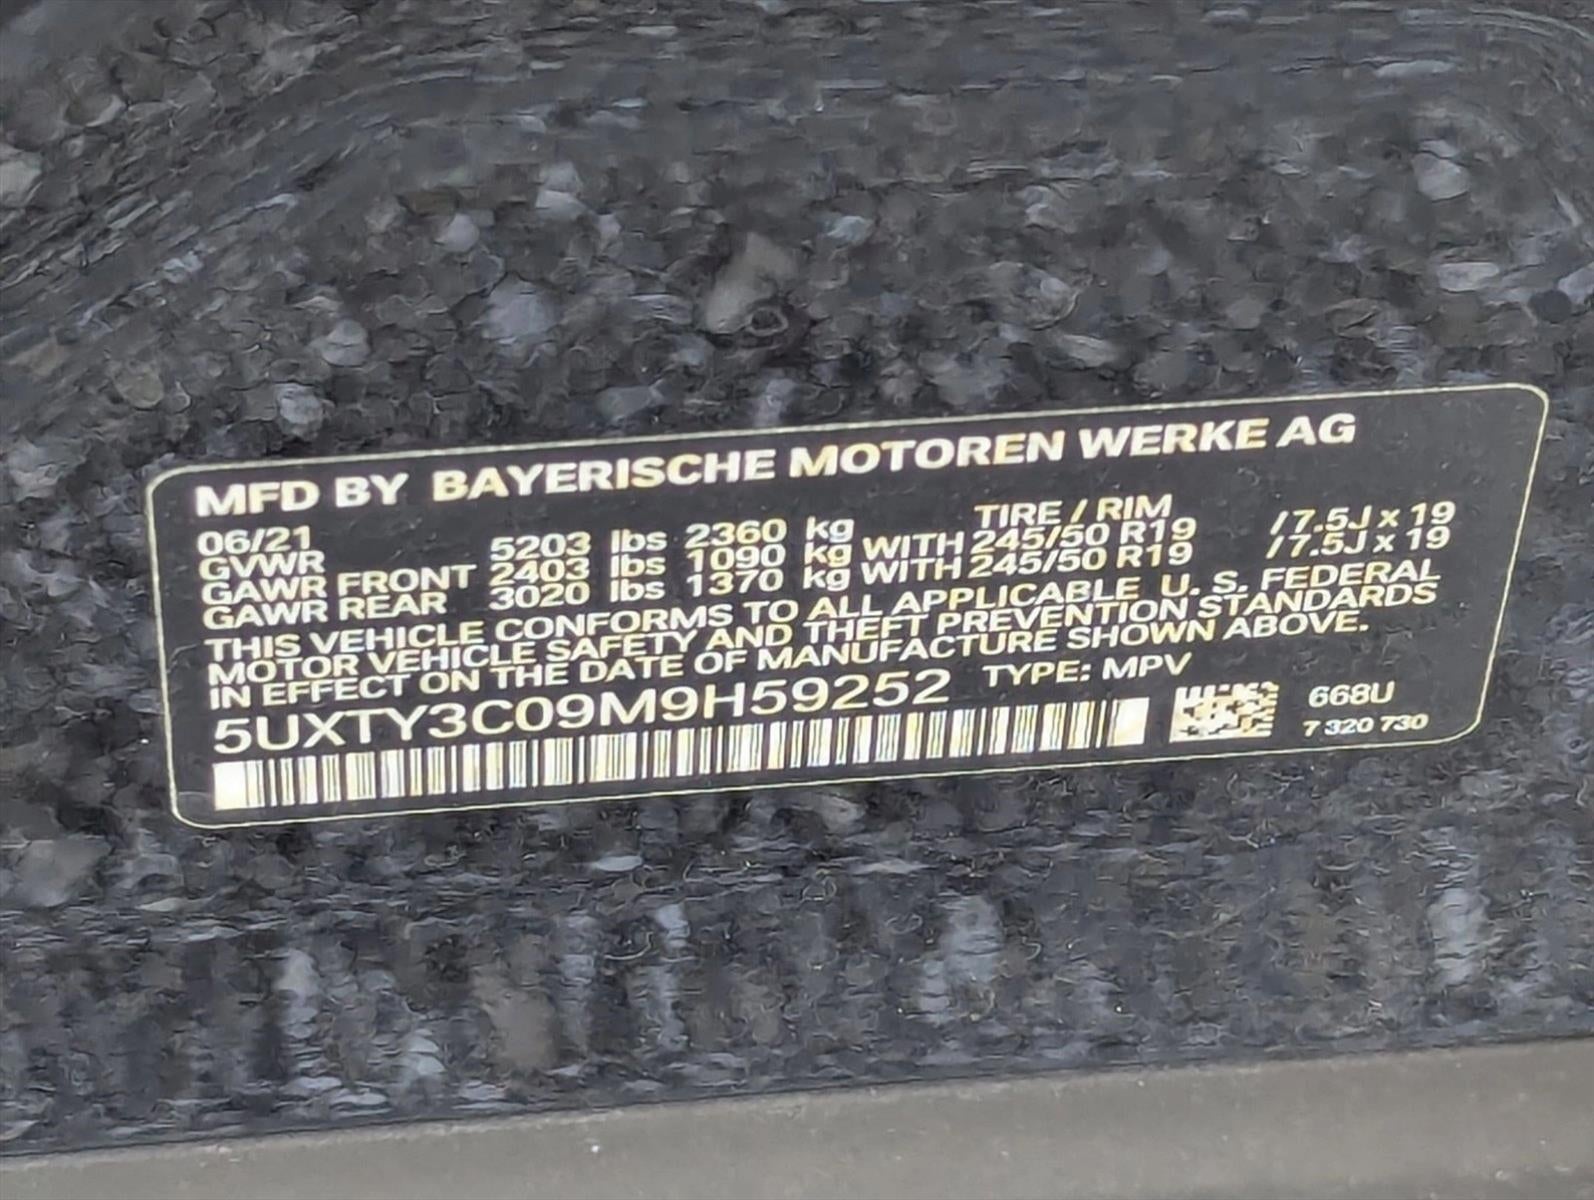 MFD BY BAYERISCHE MOTOREN WERKE AG
06/21 TIRE / RIM
GVWR 5203 lbs 2360 kg
GAWR FRONT 2403 lbs 1090 kg WITH 245/50 R19 /7.5J x 19
GAWR REAR 3020 lbs 1370 kg WITH 245/50 R19 /7.5J x 19
THIS VEHICLE CONFORMS TO ALL APPLICABLE U. S. FEDERAL
MOTOR VEHICLE SAFETY AND THEFT PREVENTION STANDARDS
IN EFFECT ON THE DATE OF MANUFACTURE SHOWN ABOVE.
5UXTY3C09M9H59252 TYPE: MPV
668U
7 320 730